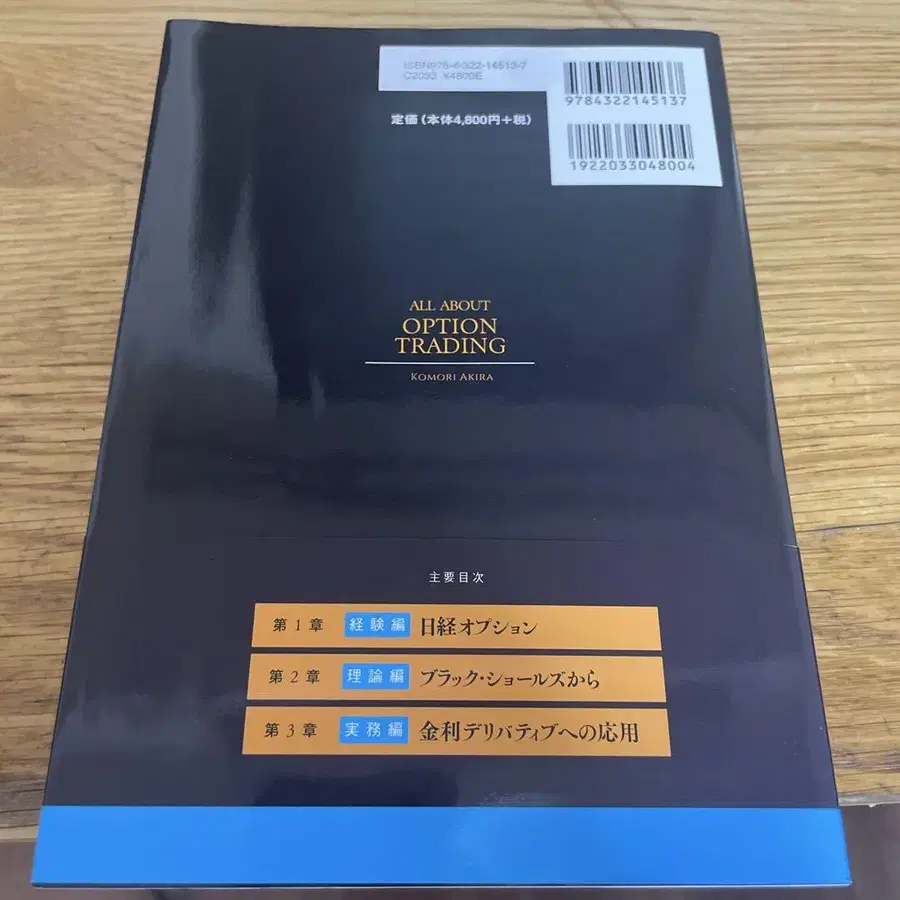 ISBN978-4-322-14513-7
C2033 ¥4800E
定価(本体4,800円+税)
9784322145137
1922033048004
ALL ABOUT
OPTION
TRADING
KOMORI AKIRA
主要目次
第1章 経験編 日経オプション
第2章 理論編 ブラック・ショールズから
第3章 実務編 金利デリバティブへの応用